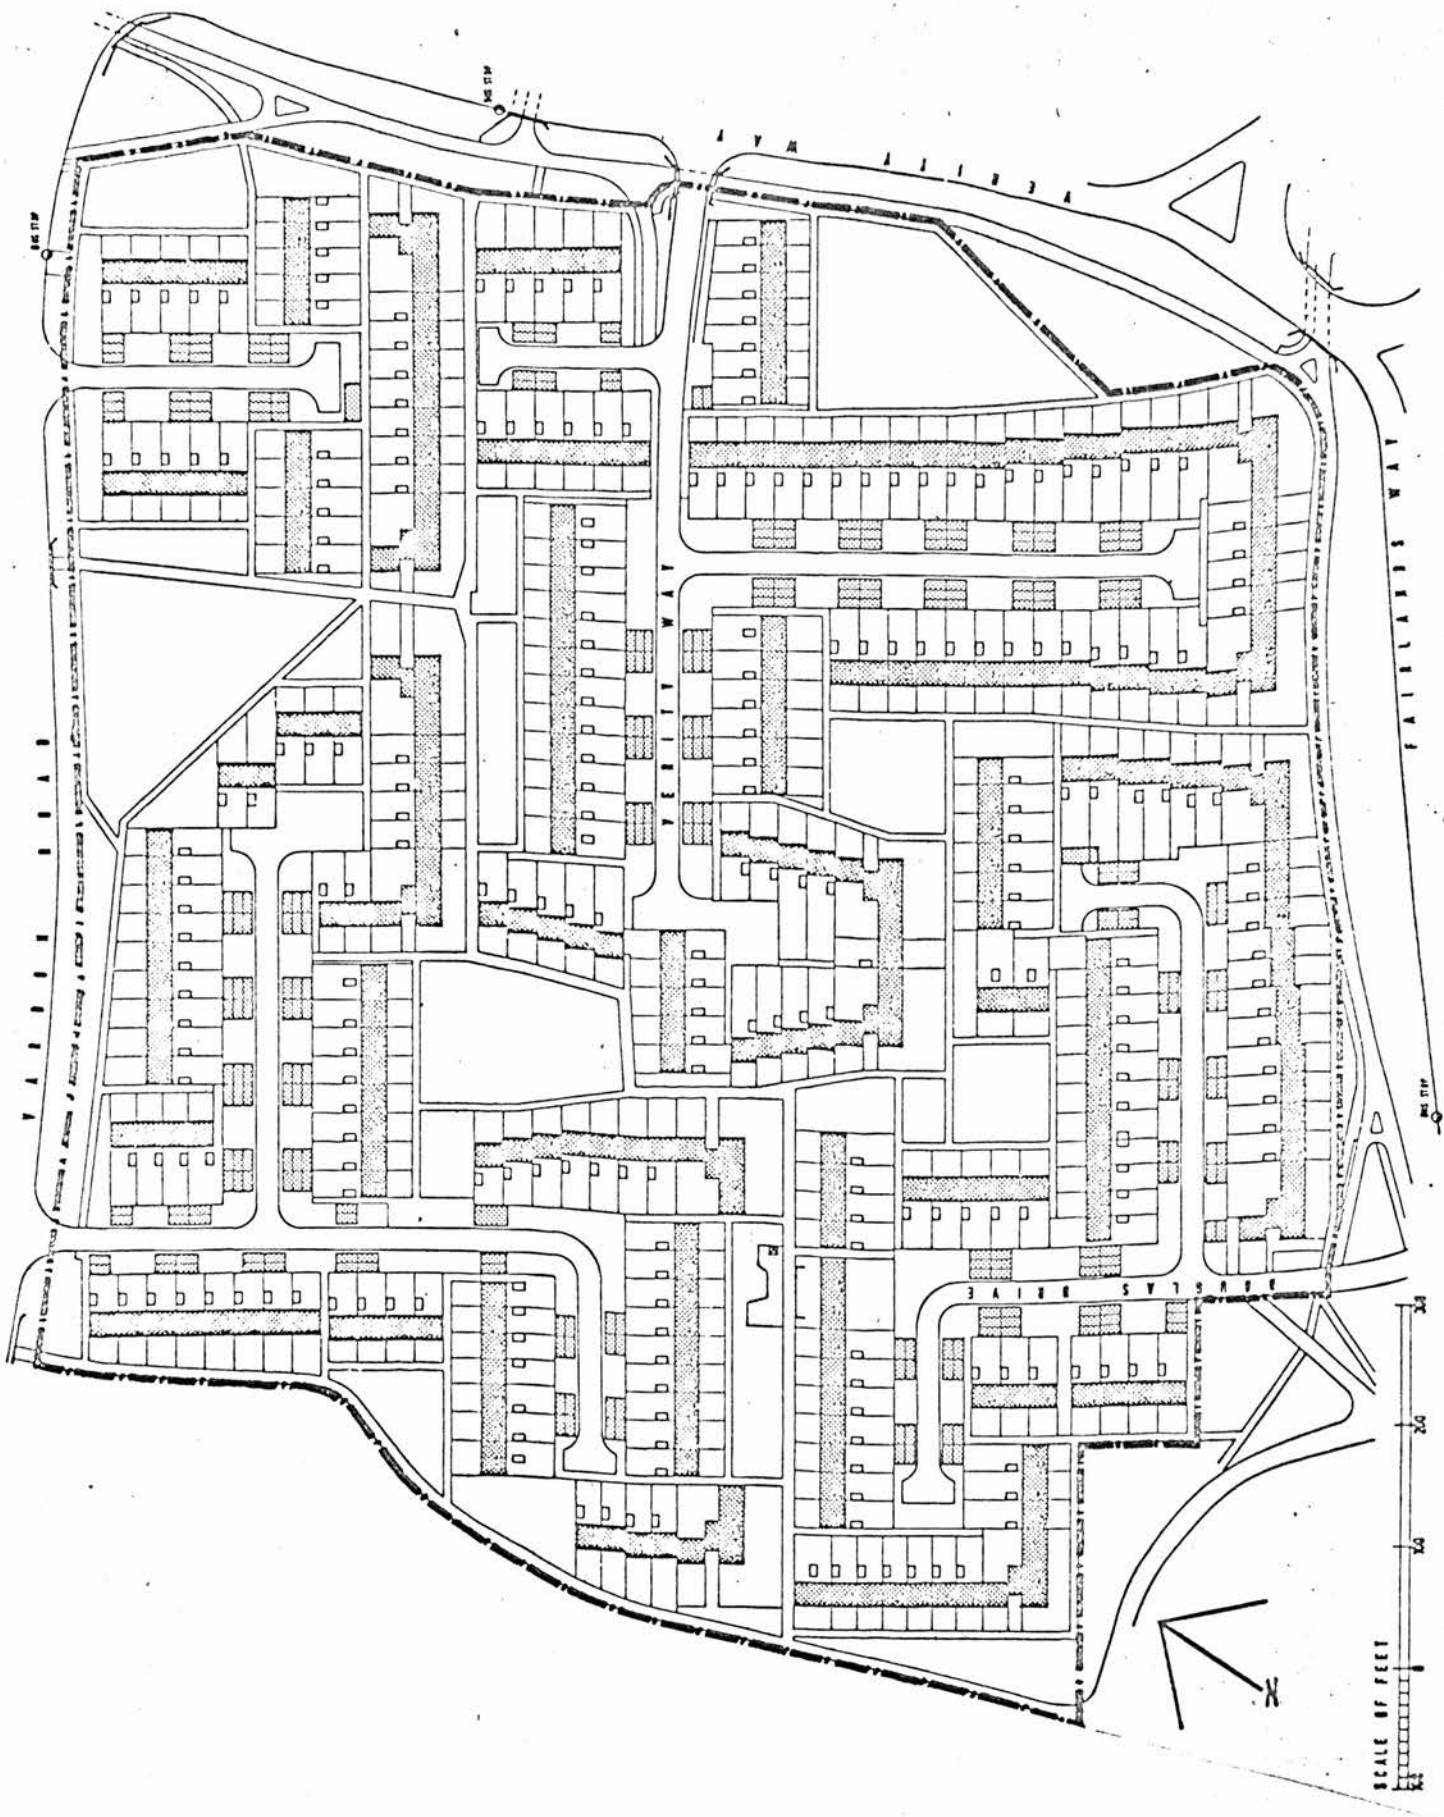 BUS STOP
BUS STOP
VERITY WAY
VARDON ROAD
VERITY WAY
FAIRLANDS WAY
BUS STOP
DOUGLAS DRIVE
N
SCALE OF FEET
0
100
200
300